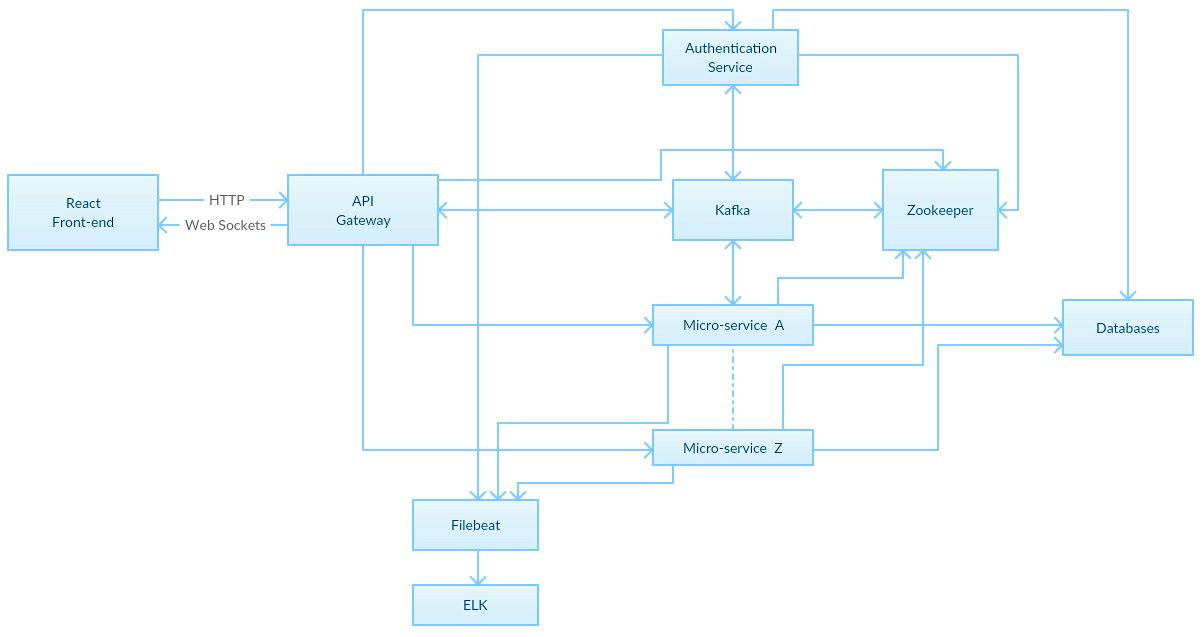 Authentication
Service
React
Front-end
HTTP
Web Sockets
API
Gateway
Kafka
Zookeeper
Micro-service A
Databases
Micro-service Z
Filebeat
ELK